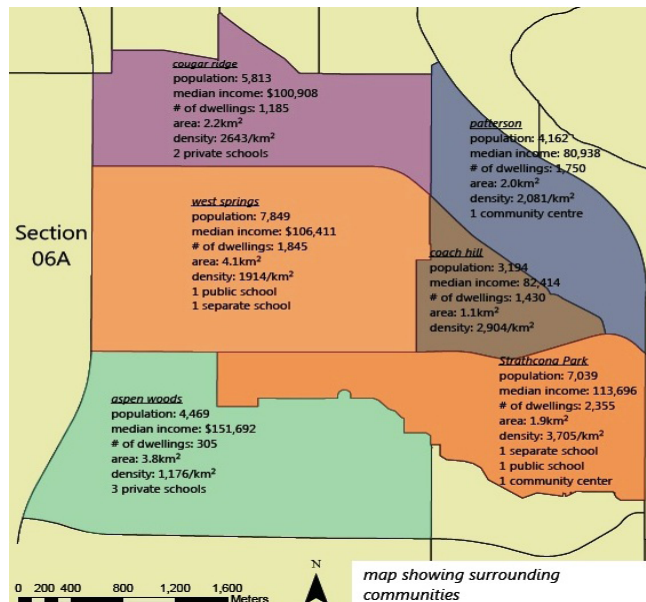 cougar ridge
population: 5,813
median income: $100,908
# of dwellings: 1,185
area: 2.2km²
density: 2643/km²
2 private schools
patterson
population: 4,162
median income: 80,938
# of dwellings: 1,750
area: 2.0km²
density: 2,081/km²
1 community centre
west springs
population: 7,849
median income: $106,411
# of dwellings: 1,845
area: 4.1km²
density: 1914/km²
1 public school
1 separate school
Section
06A
coach hill
population: 3,194
median income: 82,414
# of dwellings: 1,430
area: 1.1km²
density: 2,904/km²
Strathcona Park
population: 7,039
median income: 113,696
# of dwellings: 2,355
area: 1.9km²
density: 3,705/km²
1 separate school
1 public school
1 community center
aspen woods
population: 4,469
median income: $151,692
# of dwellings: 305
area: 3.8km²
density: 1,176/km²
3 private schools
N
0 200 400 800 1,200 1,600
Meters
map showing surrounding
communities